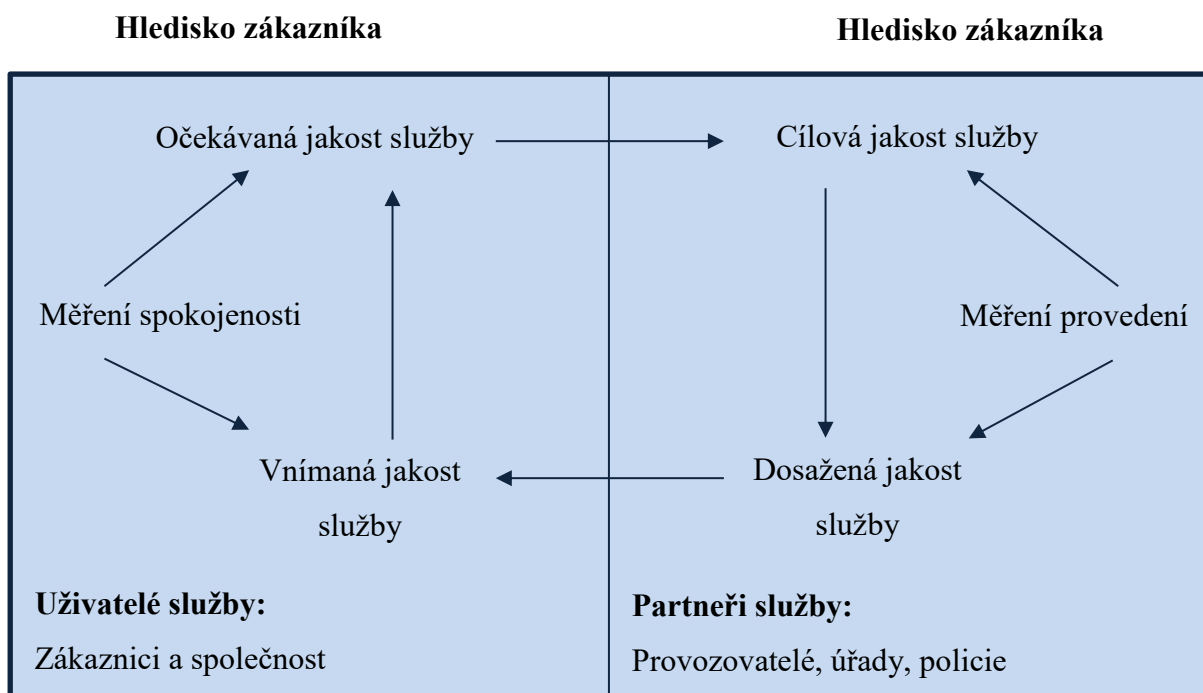 Hledisko zákazníka
Hledisko zákazníka
Očekávaná jakost služby
Cílová jakost služby
Měření spokojenosti
Měření provedení
Vnímaná jakost
služby
Dosažená jakost
služby
Uživatelé služby:
Zákaznici a společnost
Partneři služby:
Provozovatelé, úřady, policie